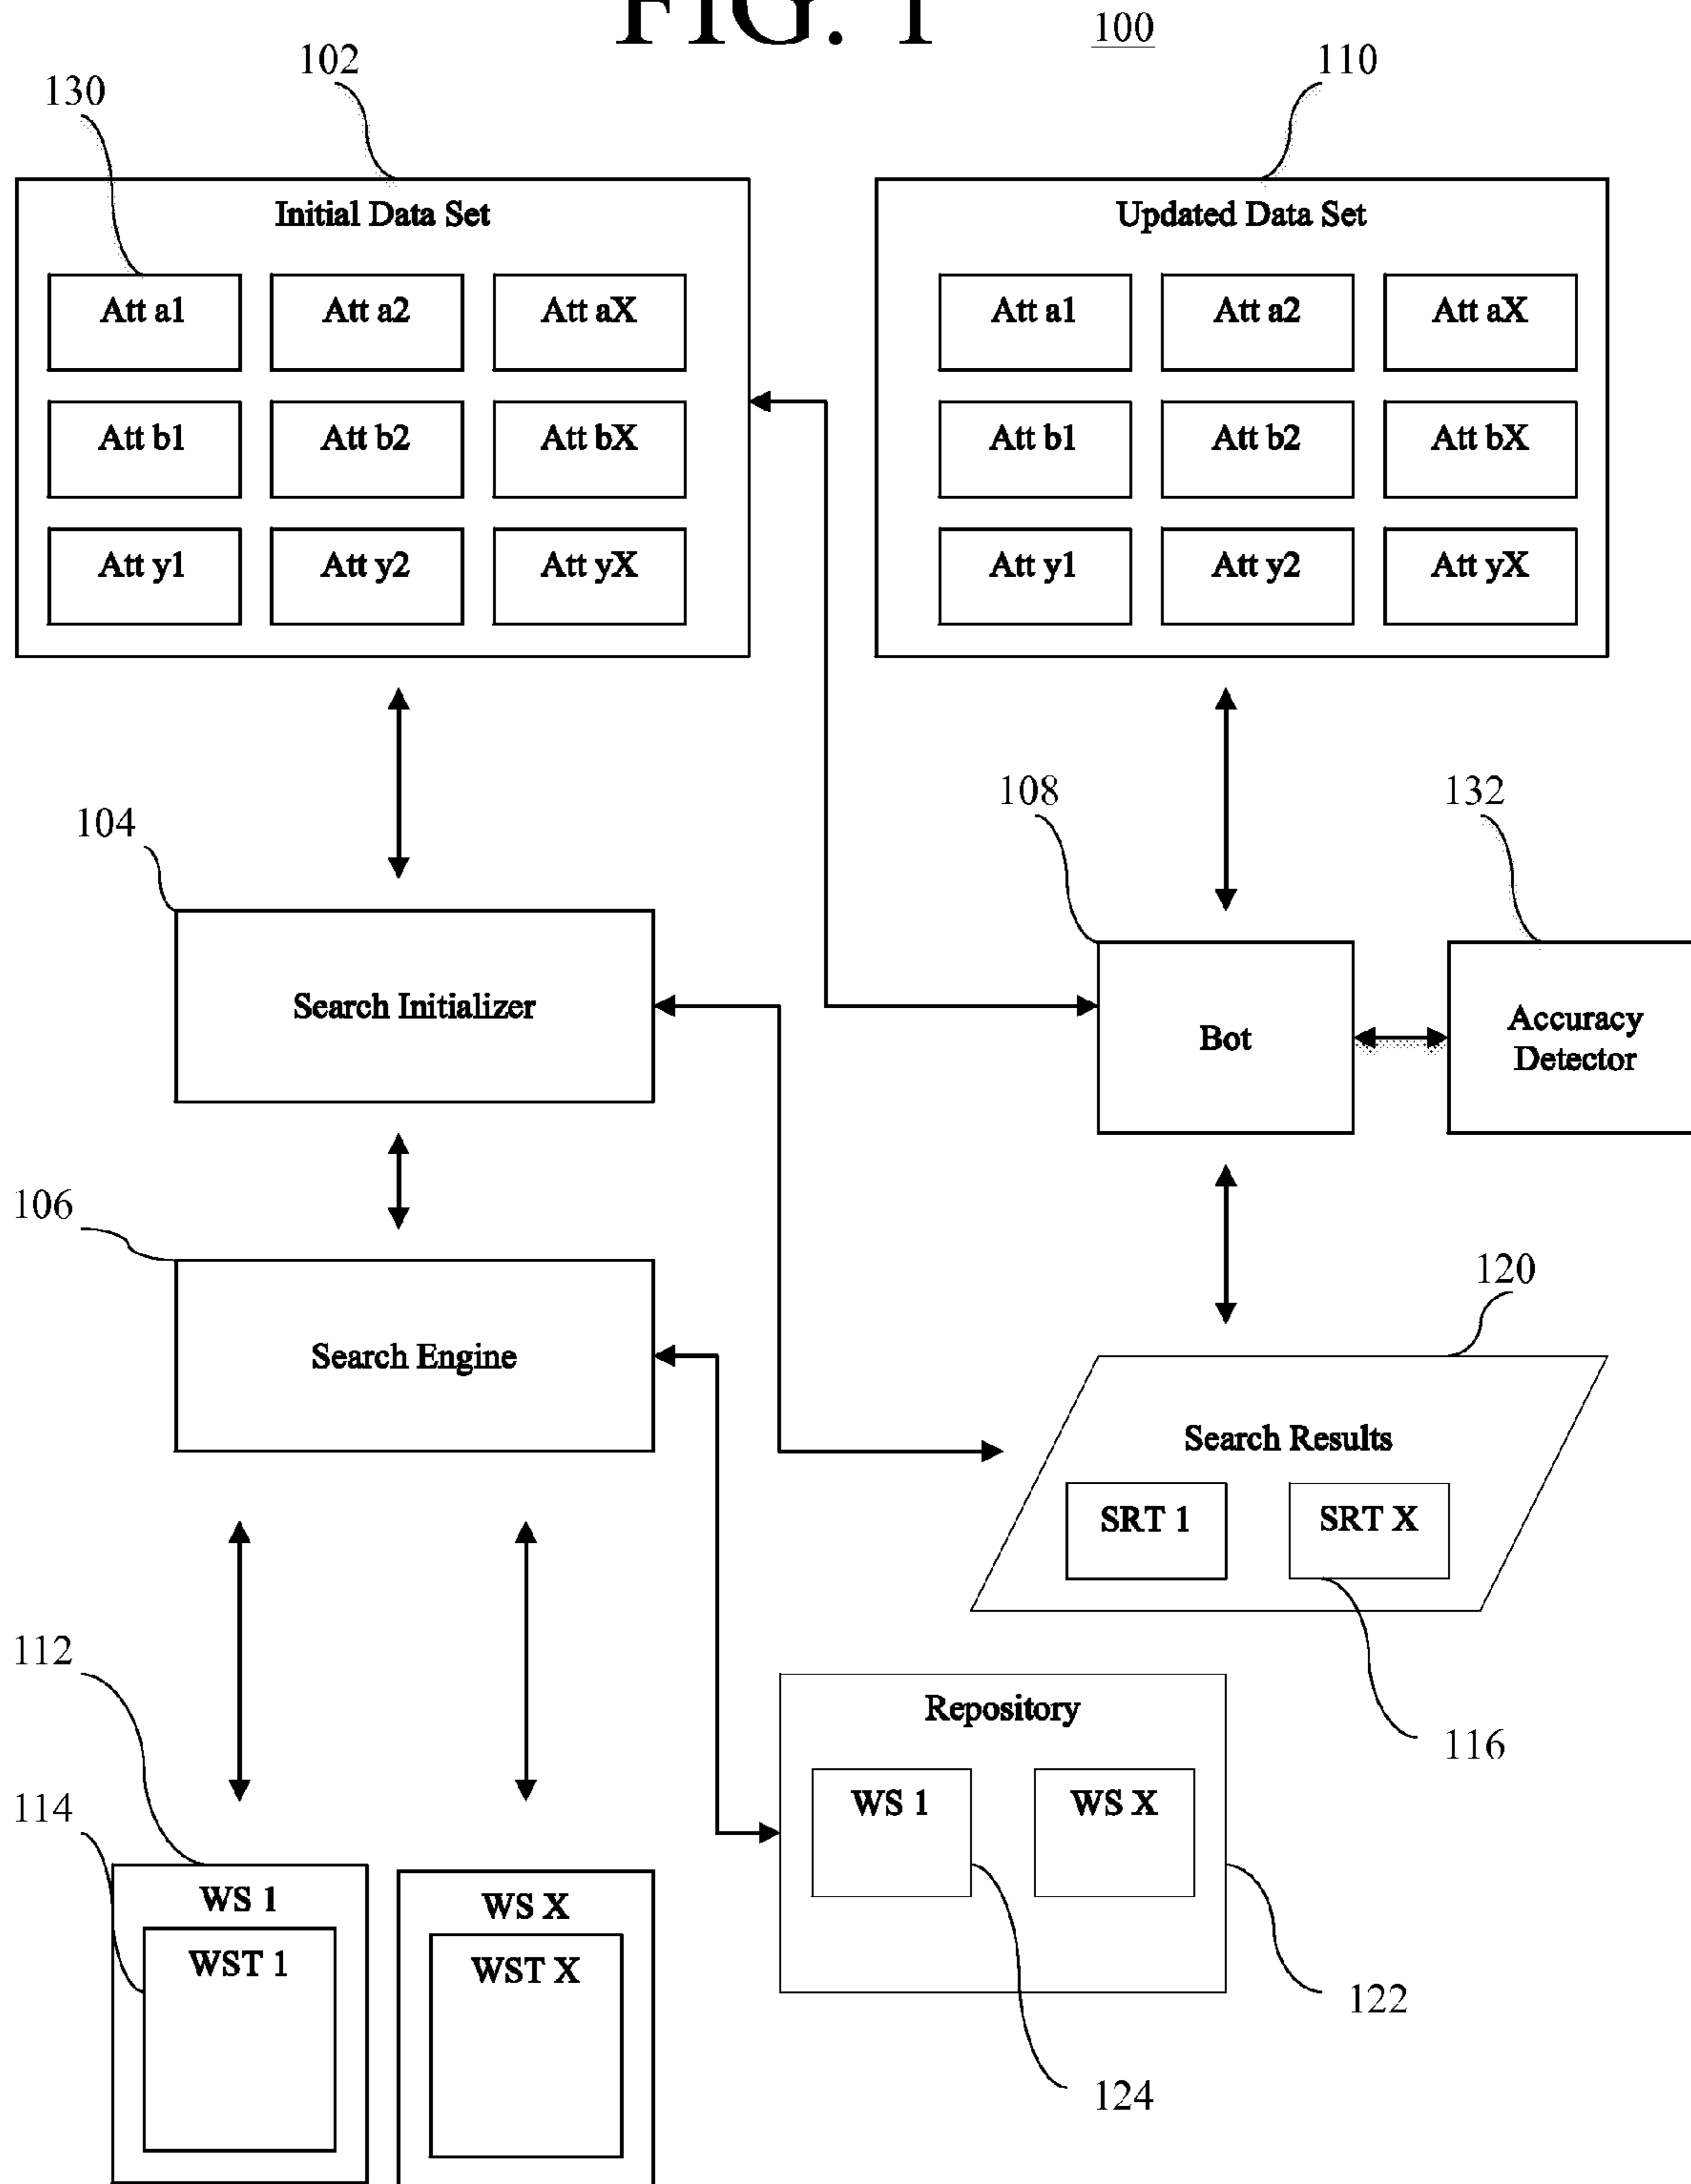 FIG. 1
100
102
110
130
Initial Data Set
Updated Data Set
Att a1 Att a2 Att aX
Att a1 Att a2 Att aX
Att b1 Att b2 Att bX
Att b1 Att b2 Att bX
Att y1 Att y2 Att yX
Att y1 Att y2 Att yX
108
132
104
Search Initializer
Bot
Accuracy
Detector
106
120
Search Engine
Search Results
SRT 1 SRT X
112
Repository
116
114
WS 1 WS X
WS 1
WS X
WST 1
WST X
122
124